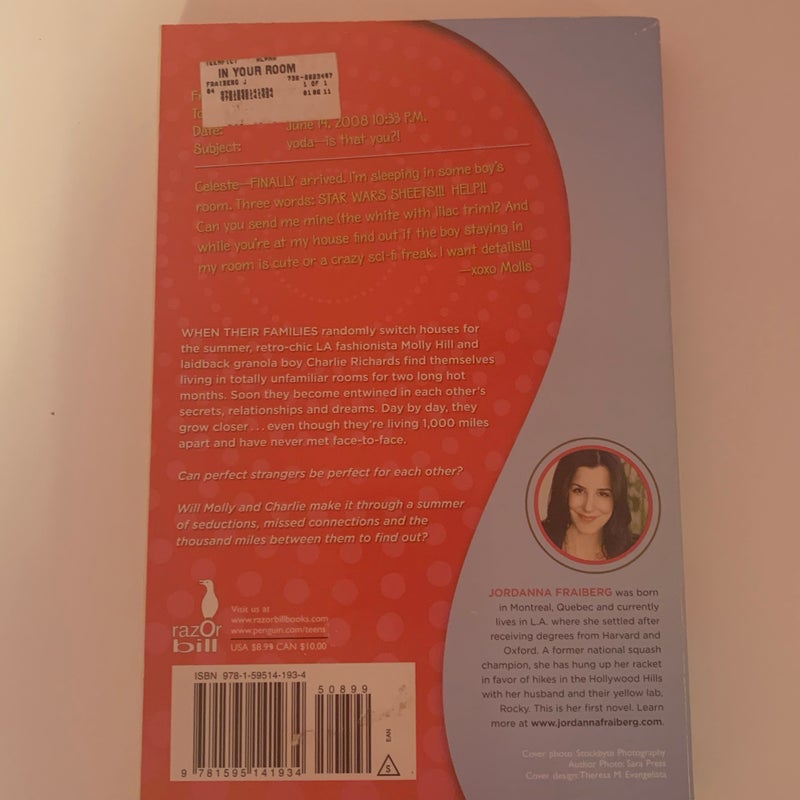 IN YOUR ROOM
FRAIBERG J
1 OF 1
Date: June 14, 2008 10:33 P.M.
Subject: yoda—is that you?!
Celeste—FINALLY arrived. I'm sleeping in some boy's
room. Three words: STAR WARS SHEETS!!! HELP!!
Can you send me mine (the white with lilac trim)? And
while you're at my house find out if the boy staying in
my room is cute or a crazy sci-fi freak. I want details!!!
—xoxo Molls
WHEN THEIR FAMILIES randomly switch houses for
the summer, retro-chic LA fashionista Molly Hill and
laidback granola boy Charlie Richards find themselves
living in totally unfamiliar rooms for two long hot
months. Soon they become entwined in each other's
secrets, relationships and dreams. Day by day, they
grow closer... even though they're living 1,000 miles
apart and have never met face-to-face.
Can perfect strangers be perfect for each other?
Will Molly and Charlie make it through a summer
of seductions, missed connections and the
thousand miles between them to find out?
razOr
bill
Visit us at
www.razorbillbooks.com
www.penguin.com/teens
USA $8.99 CAN $10.00
ISBN 978-1-59514-193-4
50899
EAN
S
9 781595 141934
JORDANNA FRAIBERG was born
in Montreal, Quebec and currently
lives in L.A. where she settled after
receiving degrees from Harvard and
Oxford. A former national squash
champion, she has hung up her racket
in favor of hikes in the Hollywood Hills
with her husband and their yellow lab,
Rocky. This is her first novel. Learn
more at www.jordannafraiberg.com.
Cover photo: Stockbyte Photography
Author Photo: Sara Press
Cover design: Theresa M. Evangelista